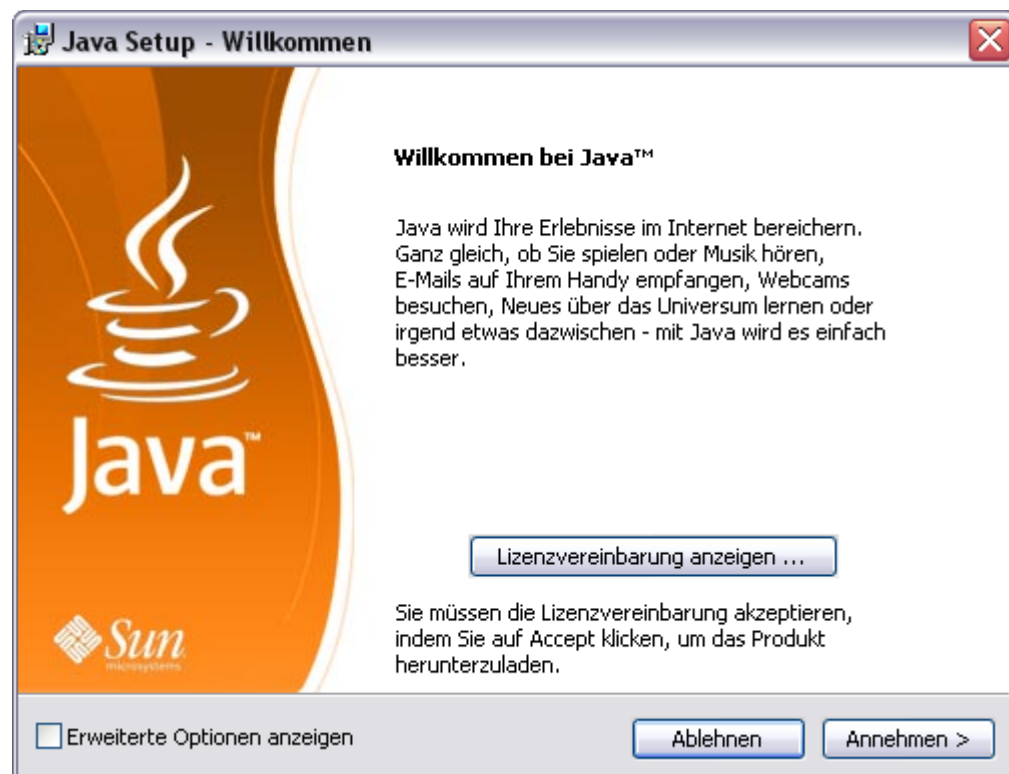 Java Setup - Willkommen
Willkommen bei Java™
Java wird Ihre Erlebnisse im Internet bereichern.
Ganz gleich, ob Sie spielen oder Musik hören,
E-Mails auf Ihrem Handy empfangen, Webcams
besuchen, Neues über das Universum lernen oder
irgend etwas dazwischen - mit Java wird es einfach
besser.
Java™
Lizenzvereinbarung anzeigen ...
Sie müssen die Lizenzvereinbarung akzeptieren,
indem Sie auf Accept klicken, um das Produkt
herunterzuladen.
Sun
microsystems
Erweiterte Optionen anzeigen
Ablehnen
Annehmen >